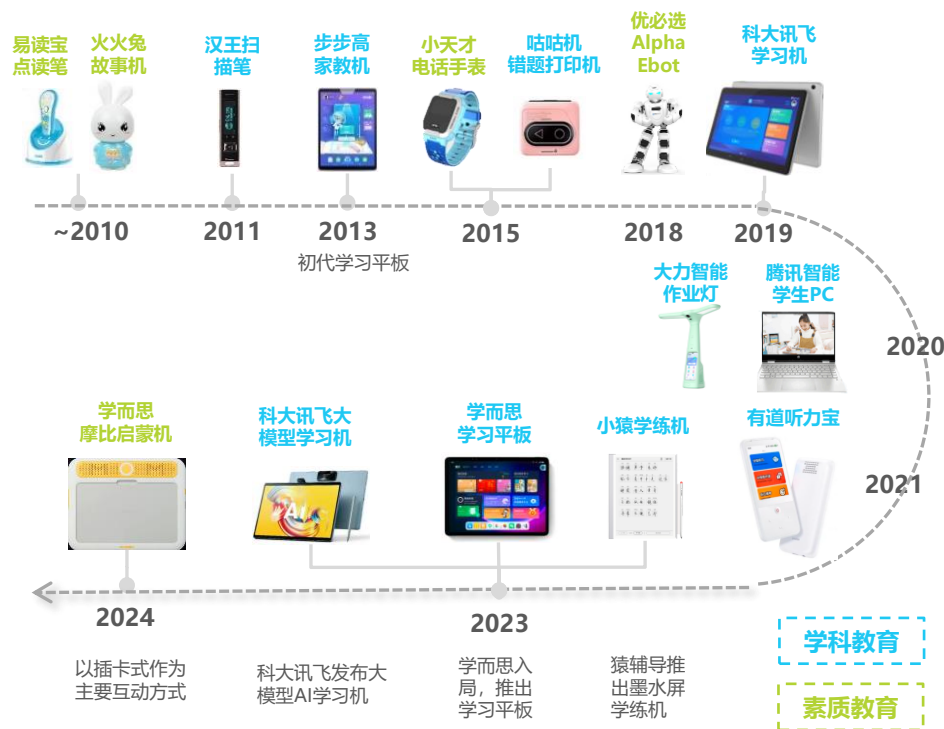 易读宝
点读笔
火火兔
故事机
汉王扫
描笔
步步高
家教机
小天才
电话手表
咕咕机
错题打印机
优必选
Alpha
Ebot
科大讯飞
学习机
~2010
2011
2013
2015
2018
2019
初代学习平板
大力智能
作业灯
腾讯智能
学生PC
2020
学而思
摩比启蒙机
科大讯飞大
模型学习机
学而思
学习平板
小猿学练机
有道听力宝
2021
AI
2024
2023
以插卡式作为
主要互动方式
科大讯飞发布大
模型AI学习机
学而思入
局，推出
学习平板
猿辅导推
出墨水屏
学练机
学科教育
素质教育